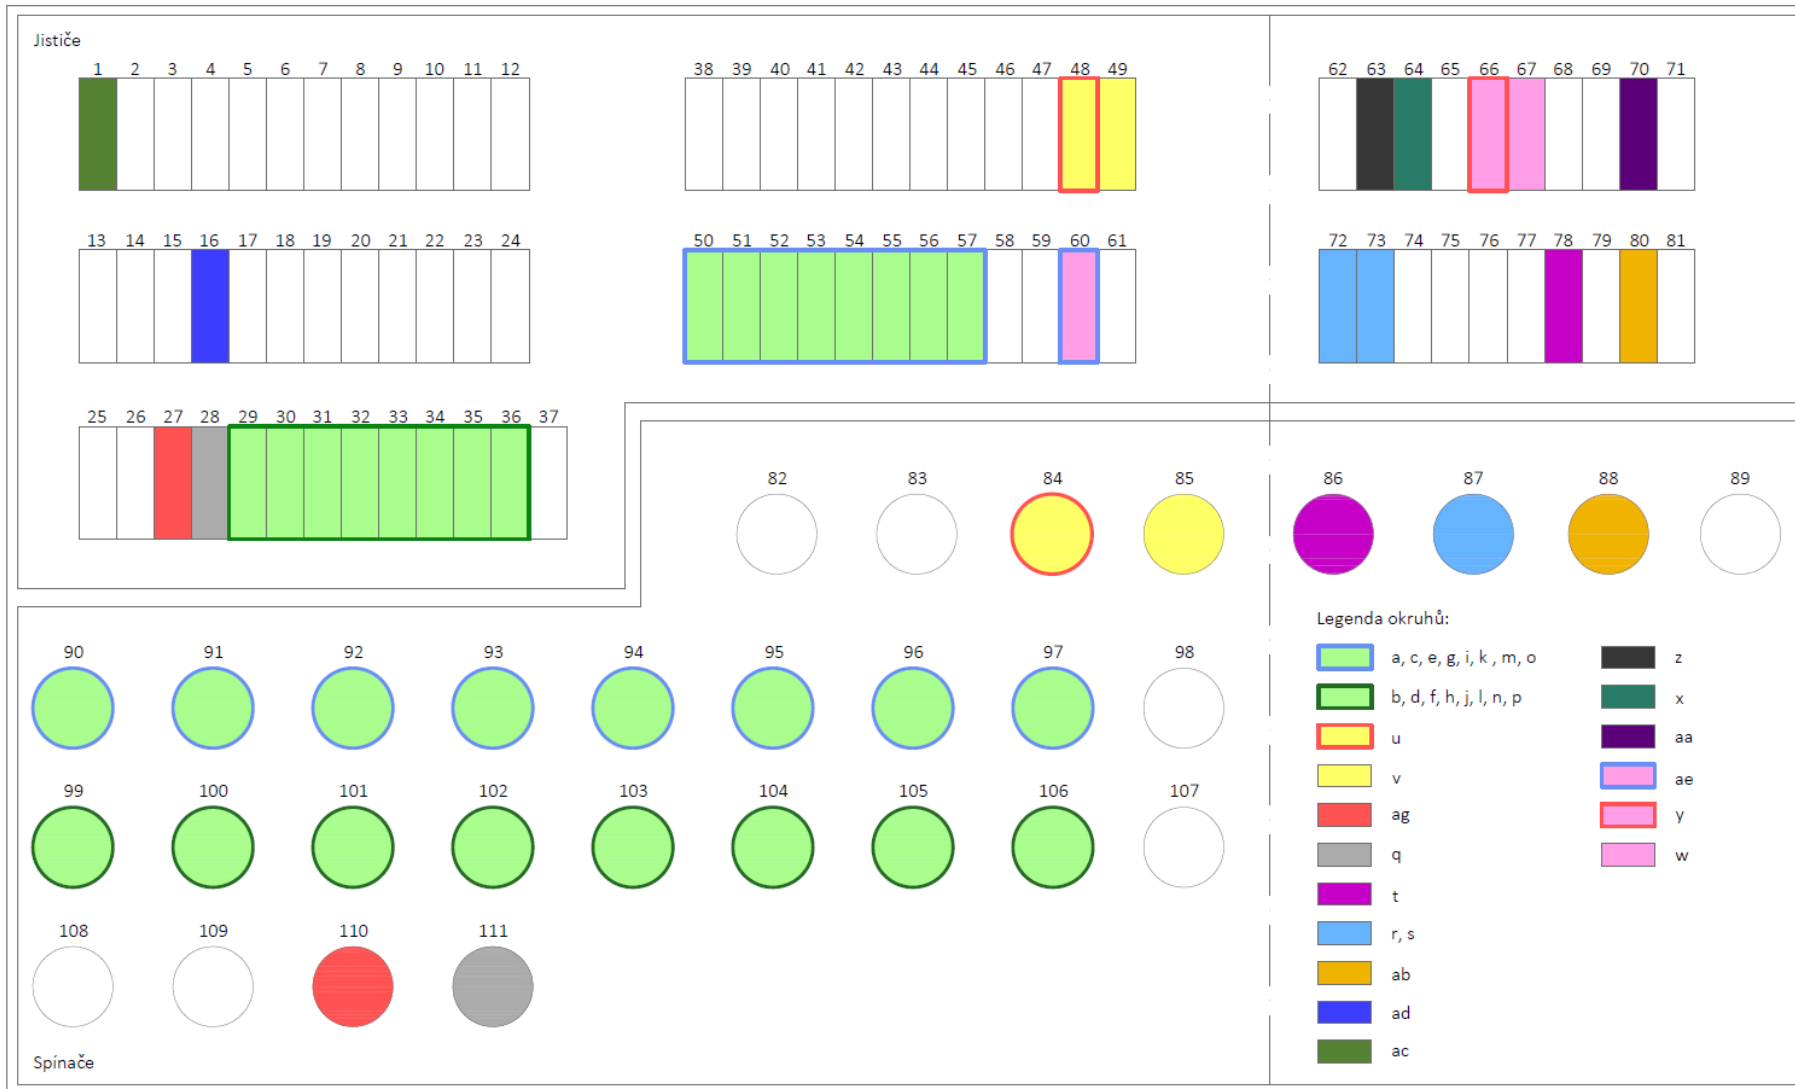 Jističe
1 2 3 4 5 6 7 8 9 10 11 12
38 39 40 41 42 43 44 45 46 47 48 49
62 63 64 65 66 67 68 69 70 71
13 14 15 16 17 18 19 20 21 22 23 24
50 51 52 53 54 55 56 57 58 59 60 61
72 73 74 75 76 77 78 79 80 81
25 26 27 28 29 30 31 32 33 34 35 36 37
82 83 84 85 86 87 88 89
90 91 92 93 94 95 96 97 98
99 100 101 102 103 104 105 106 107
108 109 110 111
Spínače
Legenda okruhů:
a, c, e, g, i, k , m, o
b, d, f, h, j, l, n, p
u
v
ag
q
t
r, s
ab
ad
ac
z
x
aa
ae
y
w